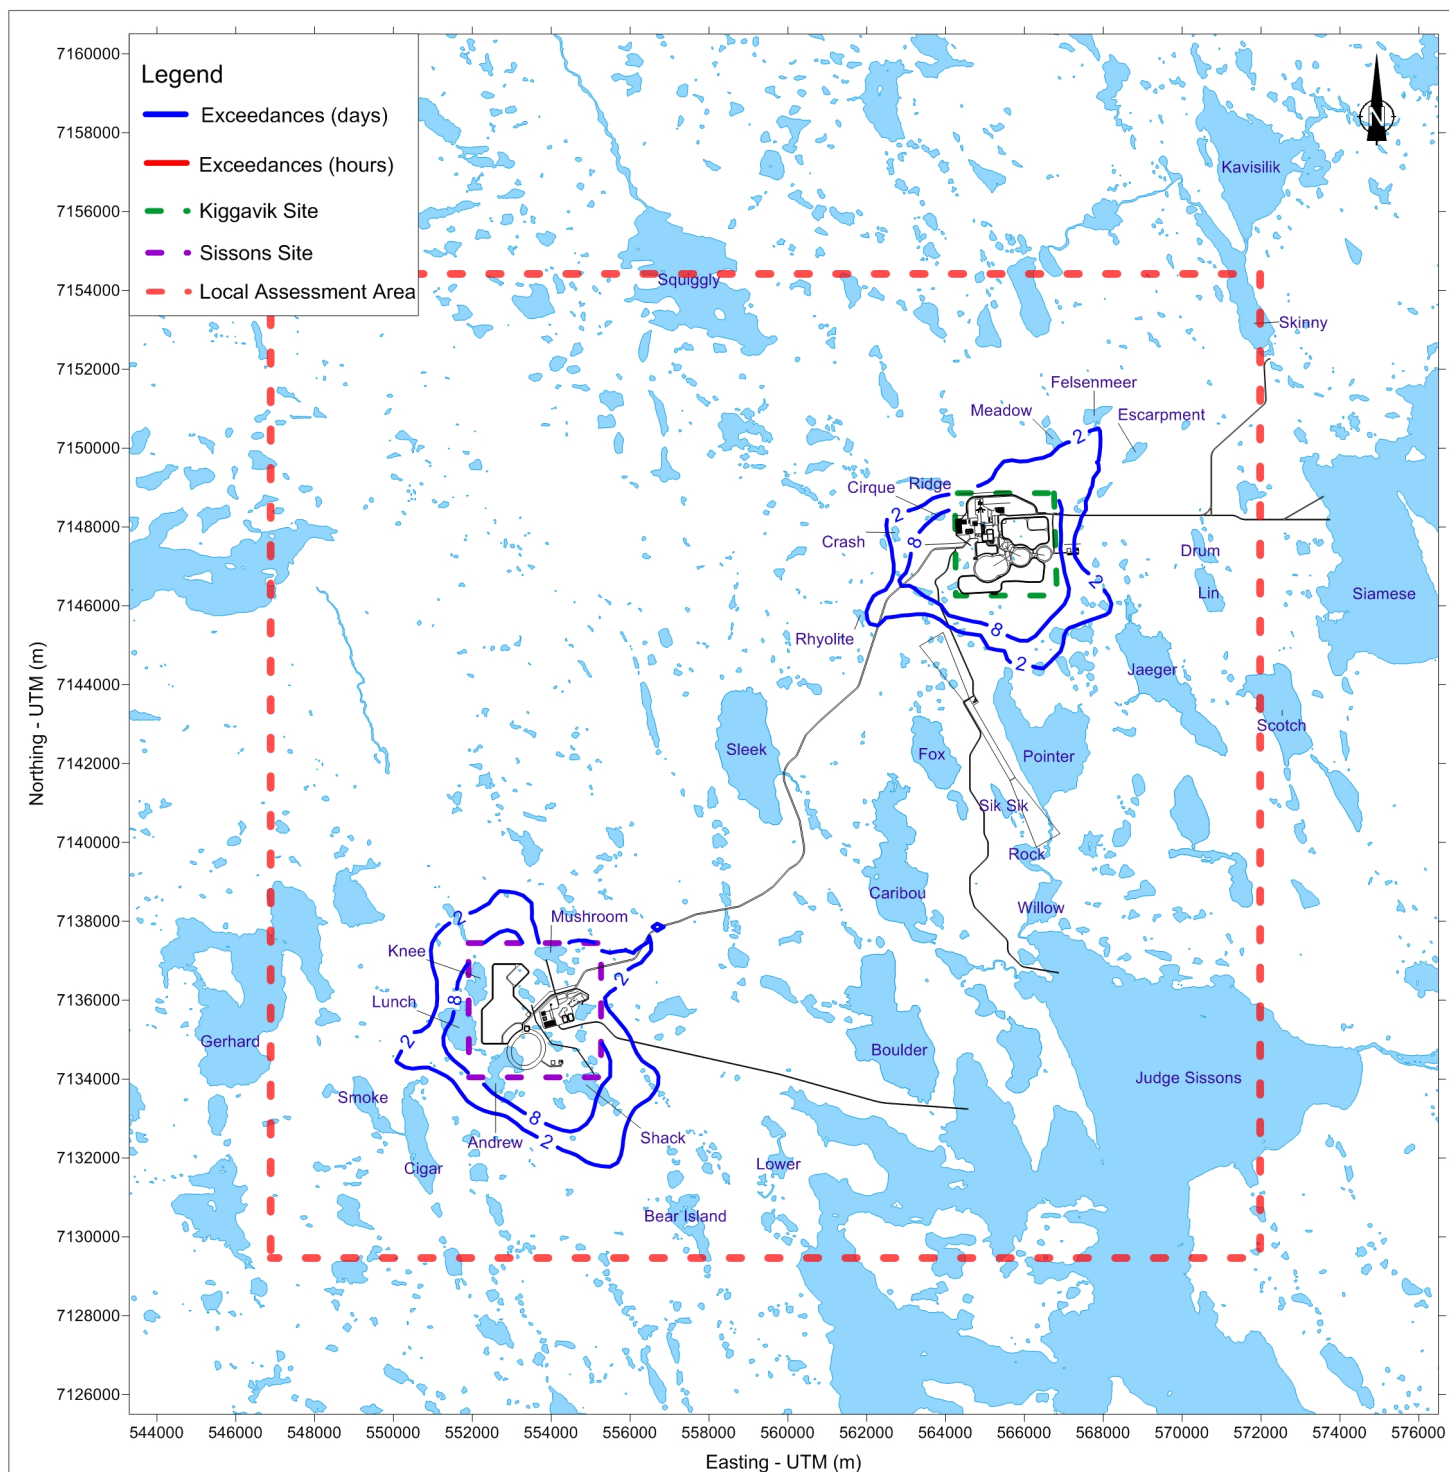 Legend
Exceedances (days)
Exceedances (hours)
Kiggavik Site
Sissons Site
Local Assessment Area
N
Kavisilik
Squiggly
Skinny
Felsenmeer
Meadow
Escarpment
2
Cirque
Ridge
2
Crash
8
Drum
2
Lin
Siamese
8
Rhyolite
2
Jaeger
Scotch
Sleek
Fox
Pointer
Sik Sik
Rock
Caribou
Willow
2
Mushroom
Knee
2
Lunch
8
Gerhard
2
Boulder
Judge Sissons
Smoke
8
Andrew
2
Shack
Cigar
Lower
Bear Island
7160000
7158000
7156000
7154000
7152000
7150000
7148000
7146000
7144000
7142000
7140000
7138000
7136000
7134000
7132000
7130000
7128000
7126000
Northing - UTM (m)
544000 546000 548000 550000 552000 554000 556000 558000 560000 562000 564000 566000 568000 570000 572000 574000 576000
Easting - UTM (m)